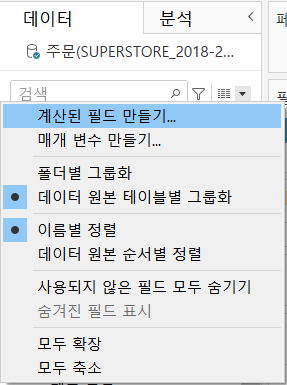 데이터 분석
주문(SUPERSTORE_2018-2...
검색
계산된 필드 만들기...
매개 변수 만들기...
폴더별 그룹화
데이터 원본 테이블별 그룹화
이름별 정렬
데이터 원본 순서별 정렬
사용되지 않은 필드 모두 숨기기
숨겨진 필드 표시
모두 확장
모두 축소